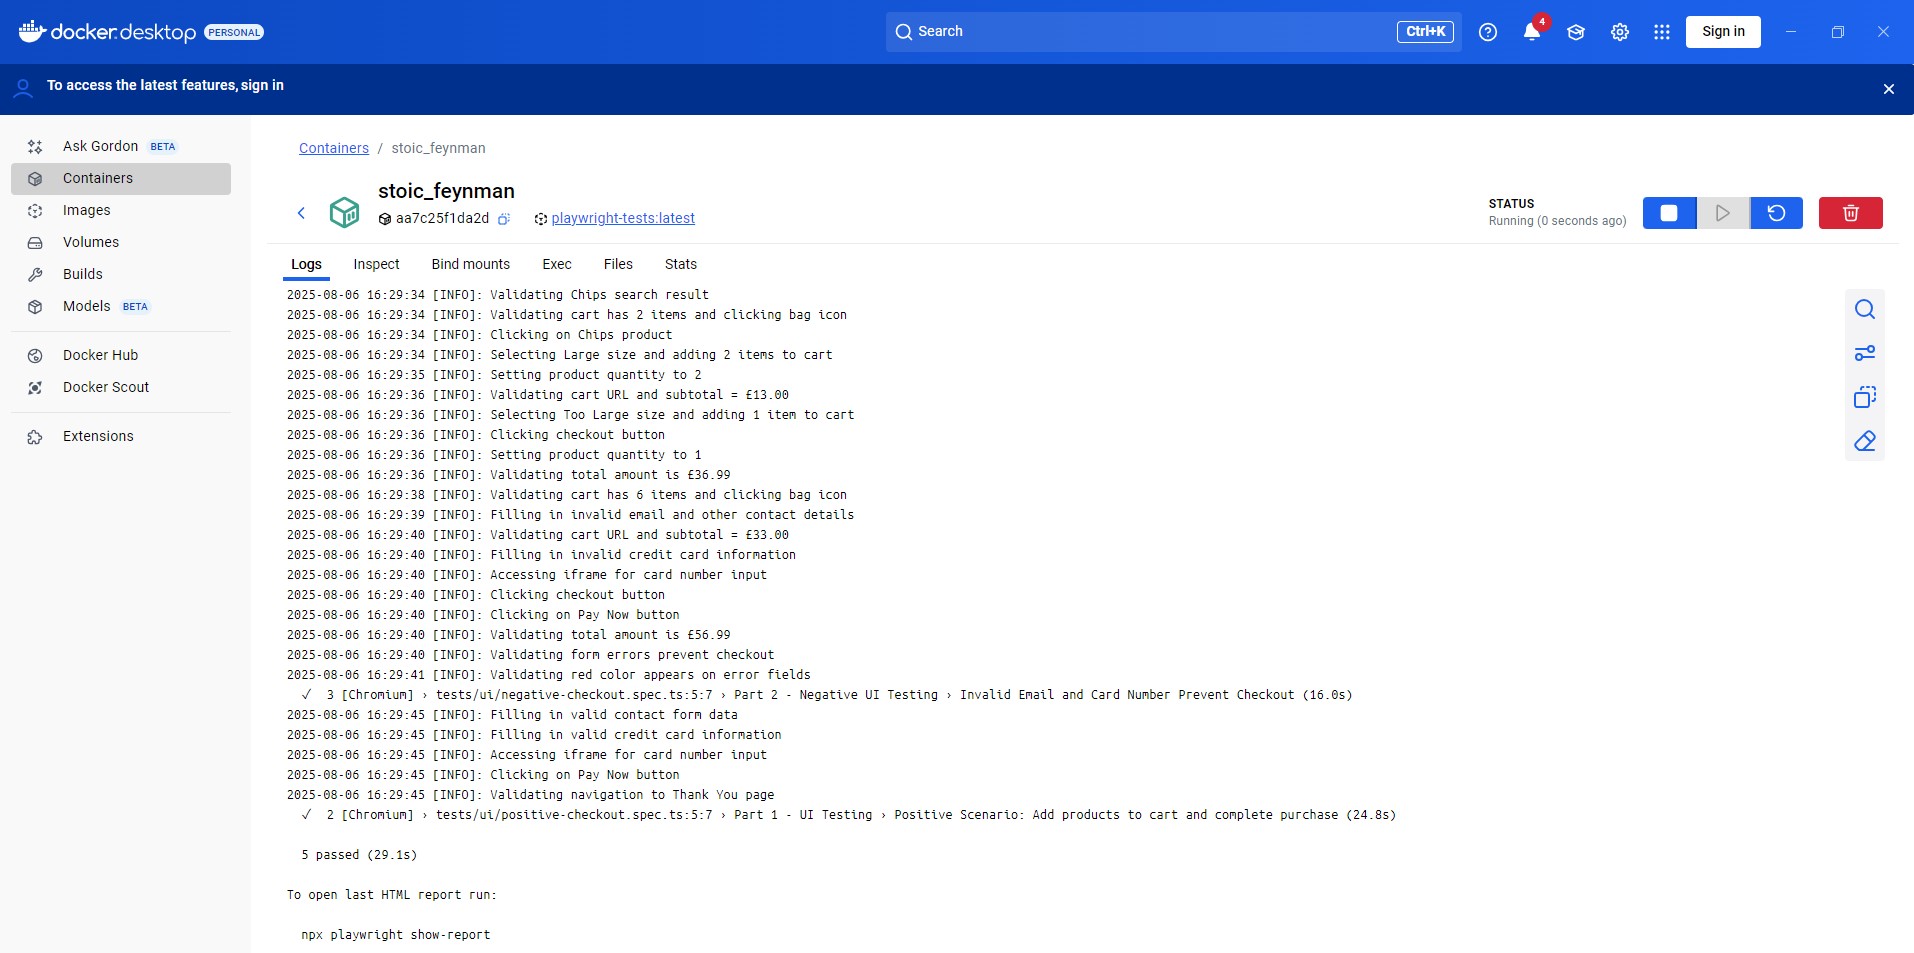 docker.desktop PERSONAL
Search Ctrl+K
4
Sign in
To access the latest features, sign in
Ask Gordon BETA
Containers
Images
Volumes
Builds
Models BETA
Docker Hub
Docker Scout
Extensions
Containers / stoic_feynman
stoic_feynman
aa7c25f1da2d playwright-tests:latest
STATUS
Running (0 seconds ago)
Logs Inspect Bind mounts Exec Files Stats
2025-08-06 16:29:34 [INFO]: Validating Chips search result
2025-08-06 16:29:34 [INFO]: Validating cart has 2 items and clicking bag icon
2025-08-06 16:29:34 [INFO]: Clicking on Chips product
2025-08-06 16:29:34 [INFO]: Selecting Large size and adding 2 items to cart
2025-08-06 16:29:35 [INFO]: Setting product quantity to 2
2025-08-06 16:29:36 [INFO]: Validating cart URL and subtotal = £13.00
2025-08-06 16:29:36 [INFO]: Selecting Too Large size and adding 1 item to cart
2025-08-06 16:29:36 [INFO]: Clicking checkout button
2025-08-06 16:29:36 [INFO]: Setting product quantity to 1
2025-08-06 16:29:36 [INFO]: Validating total amount is £36.99
2025-08-06 16:29:38 [INFO]: Validating cart has 6 items and clicking bag icon
2025-08-06 16:29:39 [INFO]: Filling in invalid email and other contact details
2025-08-06 16:29:40 [INFO]: Validating cart URL and subtotal = £33.00
2025-08-06 16:29:40 [INFO]: Filling in invalid credit card information
2025-08-06 16:29:40 [INFO]: Accessing iframe for card number input
2025-08-06 16:29:40 [INFO]: Clicking checkout button
2025-08-06 16:29:40 [INFO]: Clicking on Pay Now button
2025-08-06 16:29:40 [INFO]: Validating total amount is £56.99
2025-08-06 16:29:40 [INFO]: Validating form errors prevent checkout
2025-08-06 16:29:41 [INFO]: Validating red color appears on error fields
✓ 3 [Chromium] › tests/ui/negative-checkout.spec.ts:5:7 › Part 2 - Negative UI Testing › Invalid Email and Card Number Prevent Checkout (16.0s)
2025-08-06 16:29:45 [INFO]: Filling in valid contact form data
2025-08-06 16:29:45 [INFO]: Filling in valid credit card information
2025-08-06 16:29:45 [INFO]: Accessing iframe for card number input
2025-08-06 16:29:45 [INFO]: Clicking on Pay Now button
2025-08-06 16:29:45 [INFO]: Validating navigation to Thank You page
✓ 2 [Chromium] › tests/ui/positive-checkout.spec.ts:5:7 › Part 1 - UI Testing › Positive Scenario: Add products to cart and complete purchase (24.8s)
5 passed (29.1s)
To open last HTML report run:
npx playwright show-report